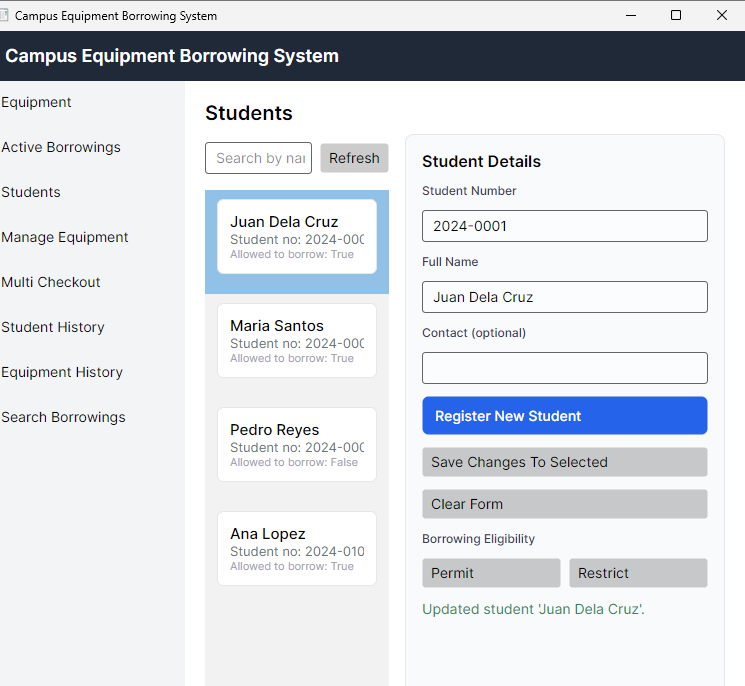 Campus Equipment Borrowing System
Campus Equipment Borrowing System
Equipment
Active Borrowings
Students
Manage Equipment
Multi Checkout
Student History
Equipment History
Search Borrowings
Students
Search by nar
Refresh
Juan Dela Cruz
Student no: 2024-000
Allowed to borrow: True
Maria Santos
Student no: 2024-000
Allowed to borrow: True
Pedro Reyes
Student no: 2024-000
Allowed to borrow: False
Ana Lopez
Student no: 2024-010
Allowed to borrow: True
Student Details
Student Number
2024-0001
Full Name
Juan Dela Cruz
Contact (optional)
Register New Student
Save Changes To Selected
Clear Form
Borrowing Eligibility
Permit
Restrict
Updated student 'Juan Dela Cruz'.